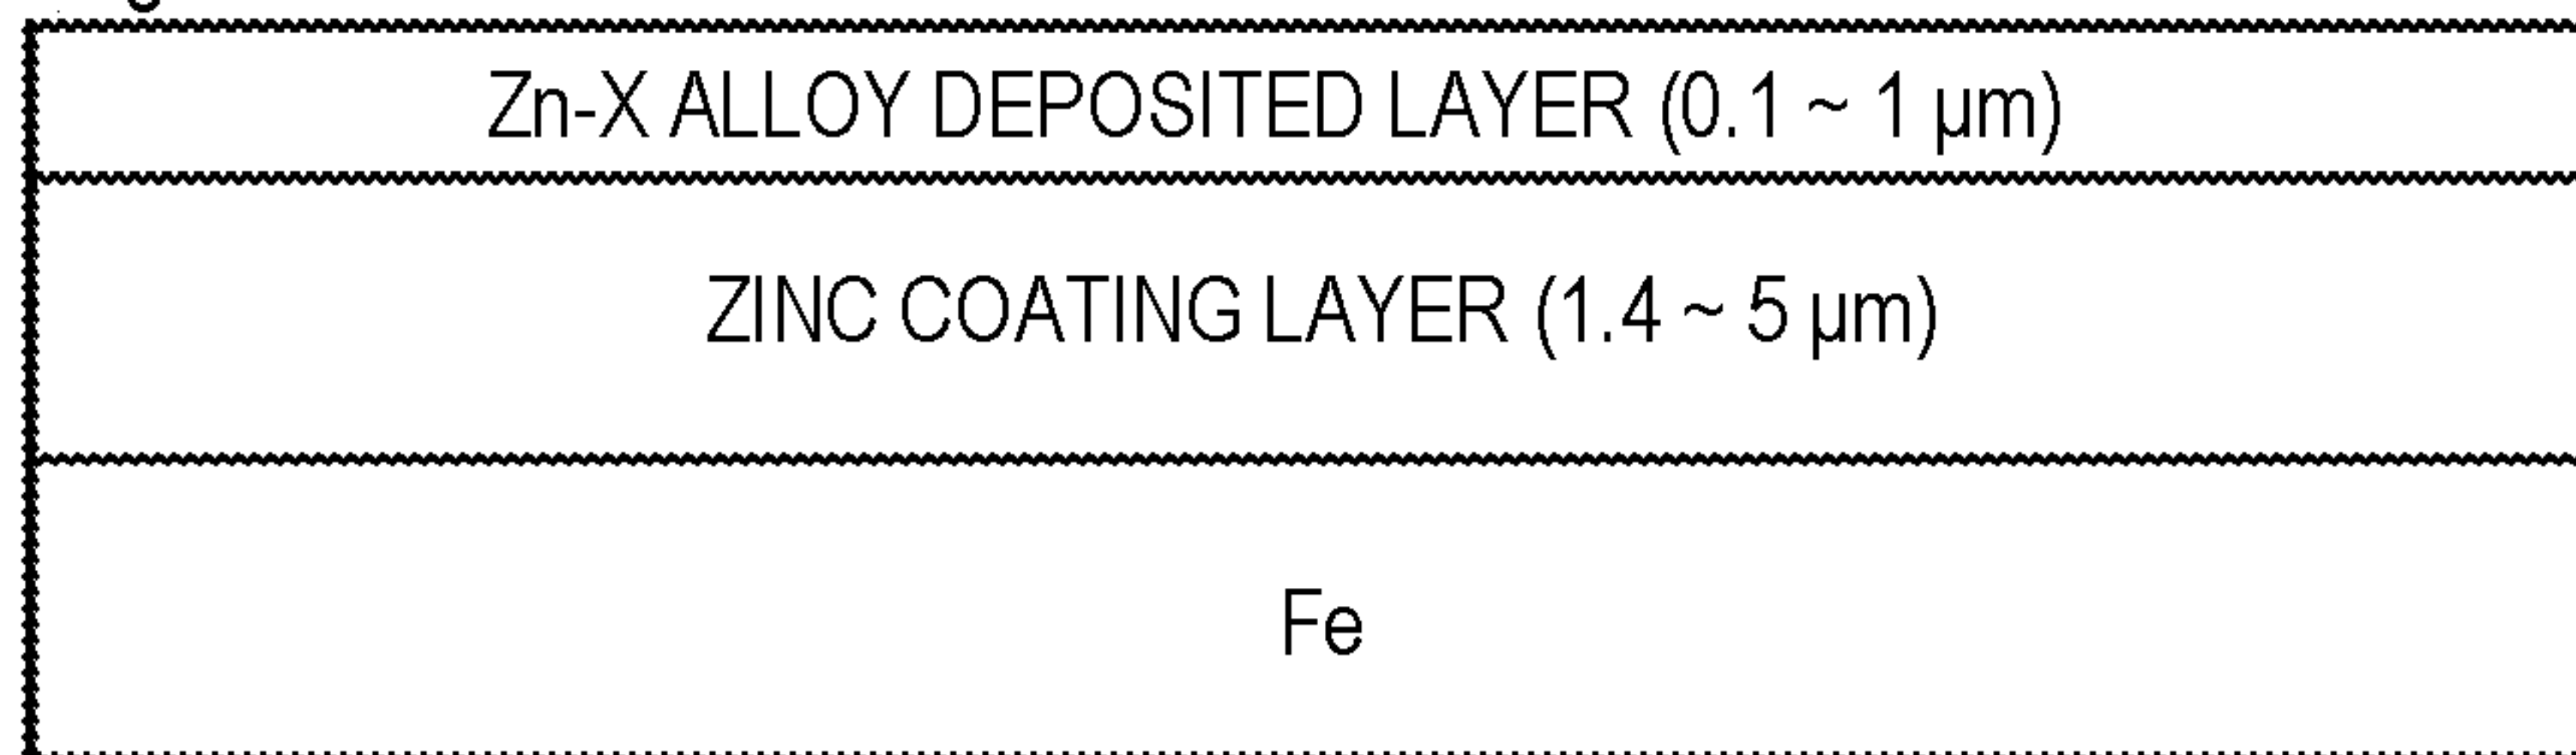 Zn-X ALLOY DEPOSITED LAYER (0.1 ~ 1 µm)
ZINC COATING LAYER (1.4 ~ 5 µm)
Fe